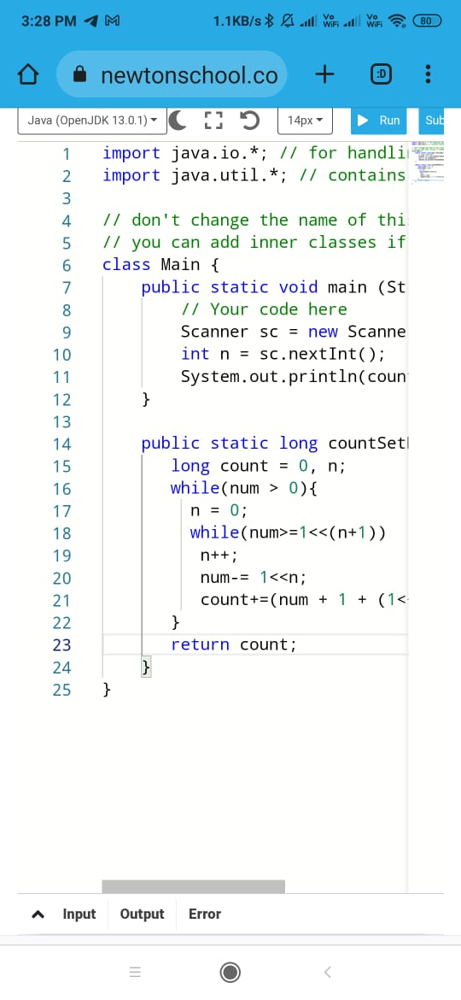 3:28 PM
1.1KB/s Vo WiFi Vo WiFi 80
newtonschool.co :D
Java (OpenJDK 13.0.1) 14px Run Sub
1 import java.io.*; // for handli
2 import java.util.*; // contains
3
4 // don't change the name of thi
5 // you can add inner classes if
6 class Main {
7 public static void main (St
8 // Your code here
9 Scanner sc = new Scanne
10 int n = sc.nextInt();
11 System.out.println(coun
12 }
13
14 public static long countSet
15 long count = 0, n;
16 while(num > 0){
17 n = 0;
18 while(num>=1<<(n+1))
19 n++;
20 num-= 1<<n;
21 count+=(num + 1 + (1<
22 }
23 return count;
24 }
25 }
Input Output Error